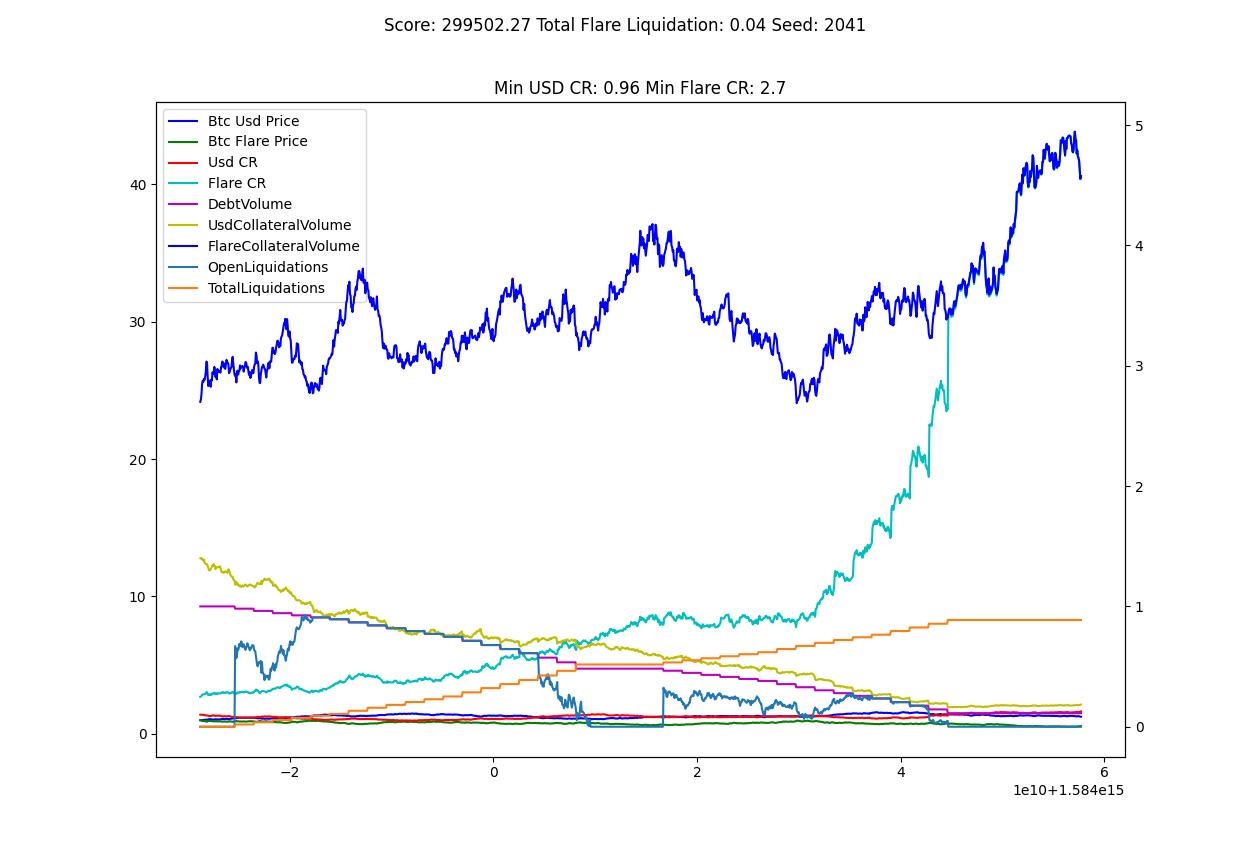 Score: 299502.27 Total Flare Liquidation: 0.04 Seed: 2041
Min USD CR: 0.96 Min Flare CR: 2.7
Btc Usd Price
Btc Flare Price
Usd CR
Flare CR
DebtVolume
UsdCollateralVolume
FlareCollateralVolume
OpenLiquidations
TotalLiquidations
40
30
20
10
0
5
4
3
2
1
0
−2
0
2
4
6
1e10+1.584e15